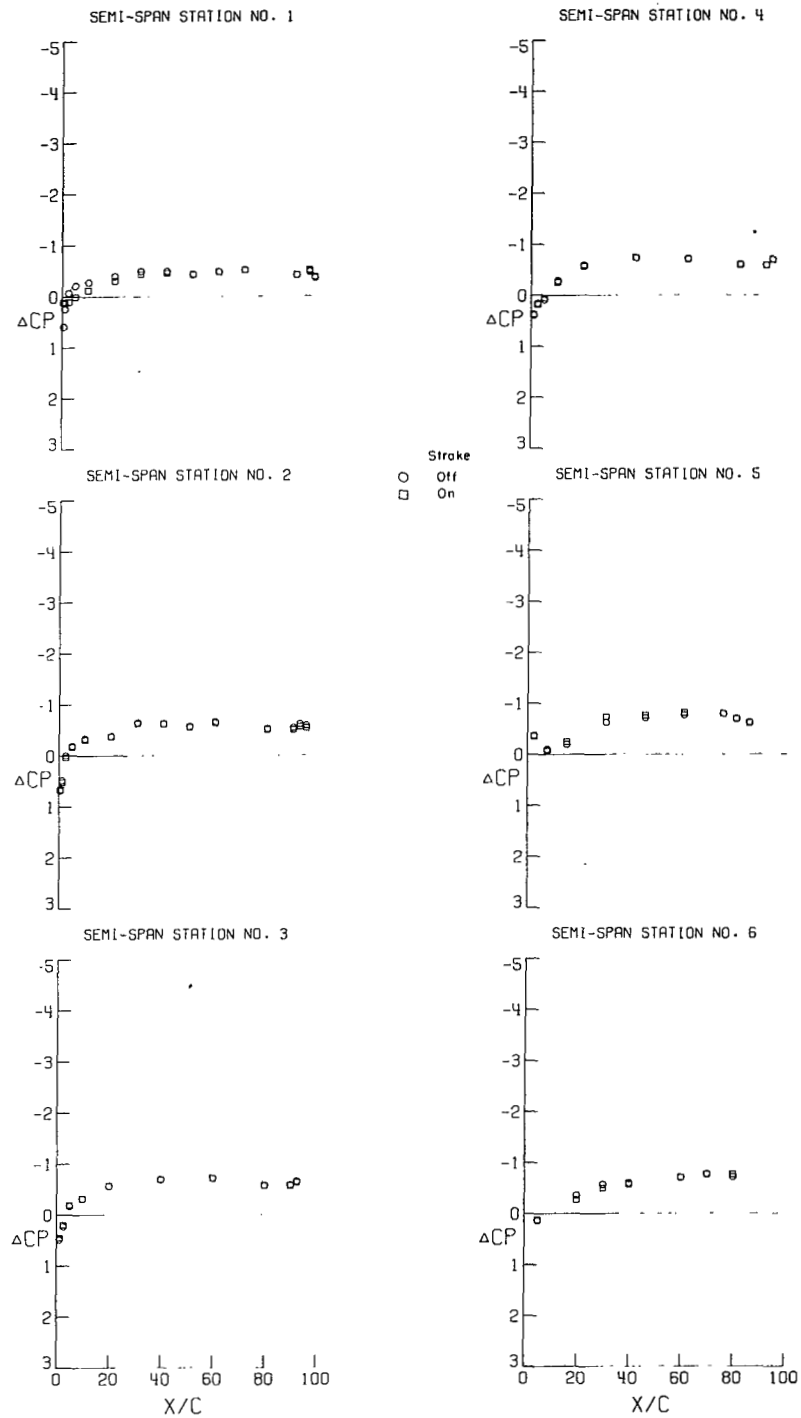 SEMI-SPAN STATION NO. 1
-5
-4
-3
-2
-1
0
ΔCP
1
2
3
SEMI-SPAN STATION NO. 4
-5
-4
-3
-2
-1
0
ΔCP
1
2
3
Strake
Off
On
SEMI-SPAN STATION NO. 2
-5
-4
-3
-2
-1
0
ΔCP
1
2
3
SEMI-SPAN STATION NO. 5
-5
-4
-3
-2
-1
0
ΔCP
1
2
3
SEMI-SPAN STATION NO. 3
-5
-4
-3
-2
-1
0
ΔCP
1
2
3
0 20 40 60 80 100
X/C
SEMI-SPAN STATION NO. 6
-5
-4
-3
-2
-1
0
ΔCP
1
2
3
0 20 40 60 80 100
X/C